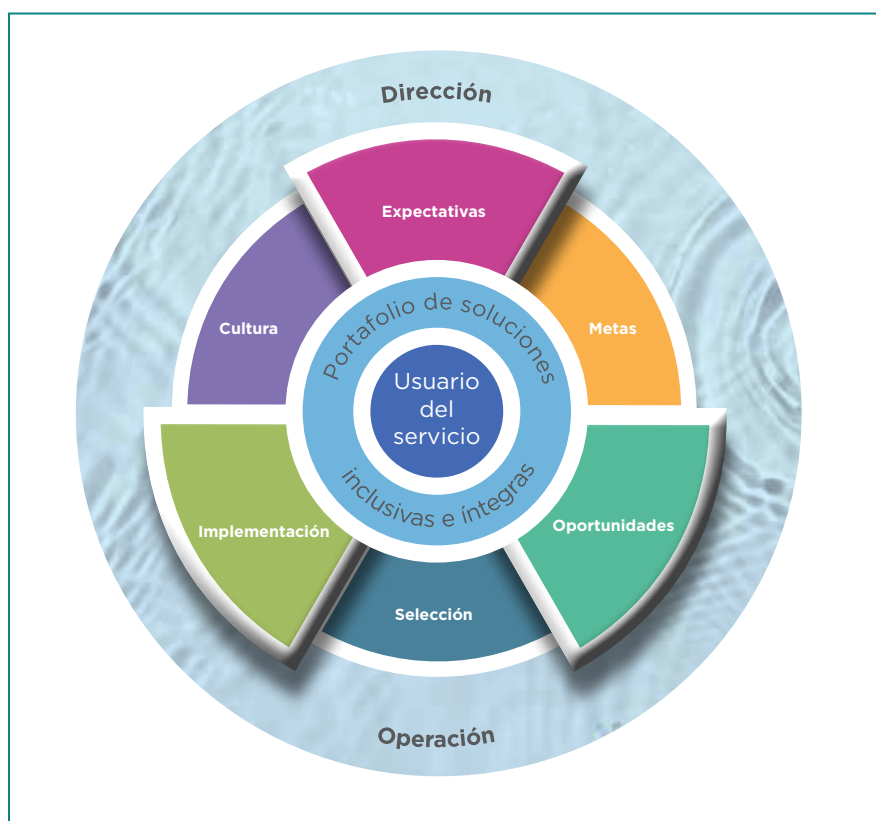 Dirección
Expectativas
Cultura
Metas
Portafolio de soluciones
Usuario
del
servicio
inclusivas e íntegras
Implementación
Oportunidades
Selección
Operación